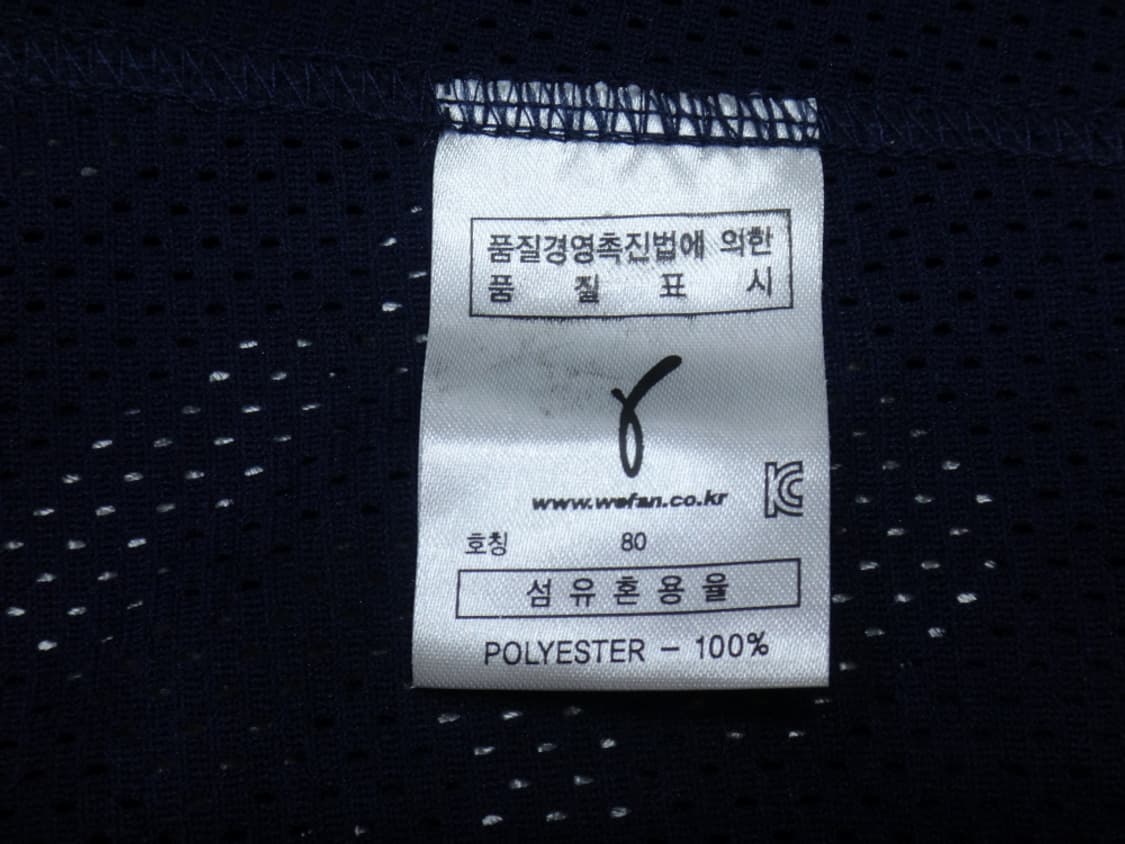 품질경영촉진법에 의한
품 질 표 시
www.wefan.co.kr
KC
호칭 80
섬유혼용율
POLYESTER - 100%